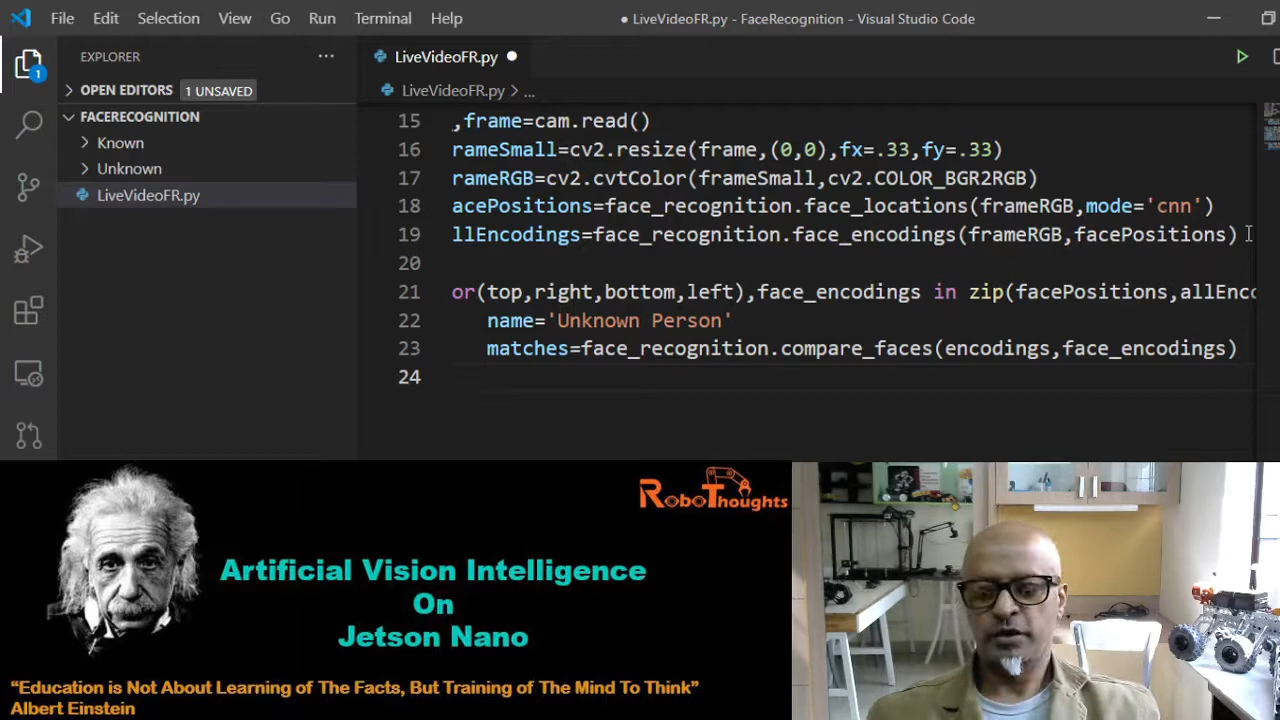 File Edit Selection View Go Run Terminal Help
● LiveVideoFR.py - FaceRecognition - Visual Studio Code
EXPLORER
LiveVideoFR.py
OPEN EDITORS 1 UNSAVED
LiveVideoFR.py > ...
1
FACERECOGNITION
Known
Unknown
LiveVideoFR.py
15 ,frame=cam.read()
16 rameSmall=cv2.resize(frame,(0,0),fx=.33,fy=.33)
17 rameRGB=cv2.cvtColor(frameSmall,cv2.COLOR_BGR2RGB)
18 acePositions=face_recognition.face_locations(frameRGB,mode='cnn')
19 llEncodings=face_recognition.face_encodings(frameRGB,facePositions)
20
21 or(top,right,bottom,left),face_encodings in zip(facePositions,allEnco
22 name='Unknown Person'
23 matches=face_recognition.compare_faces(encodings,face_encodings)
24
RoboThoughts
Artificial Vision Intelligence
On
Jetson Nano
“Education is Not About Learning of The Facts, But Training of The Mind To Think”
Albert Einstein